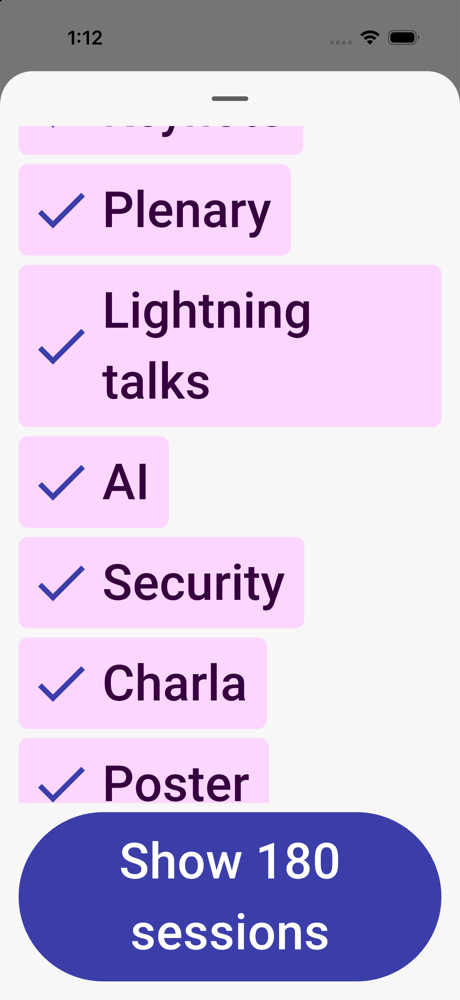 1:12
Plenary
Lightning
talks
AI
Security
Charla
Poster
Show 180
sessions